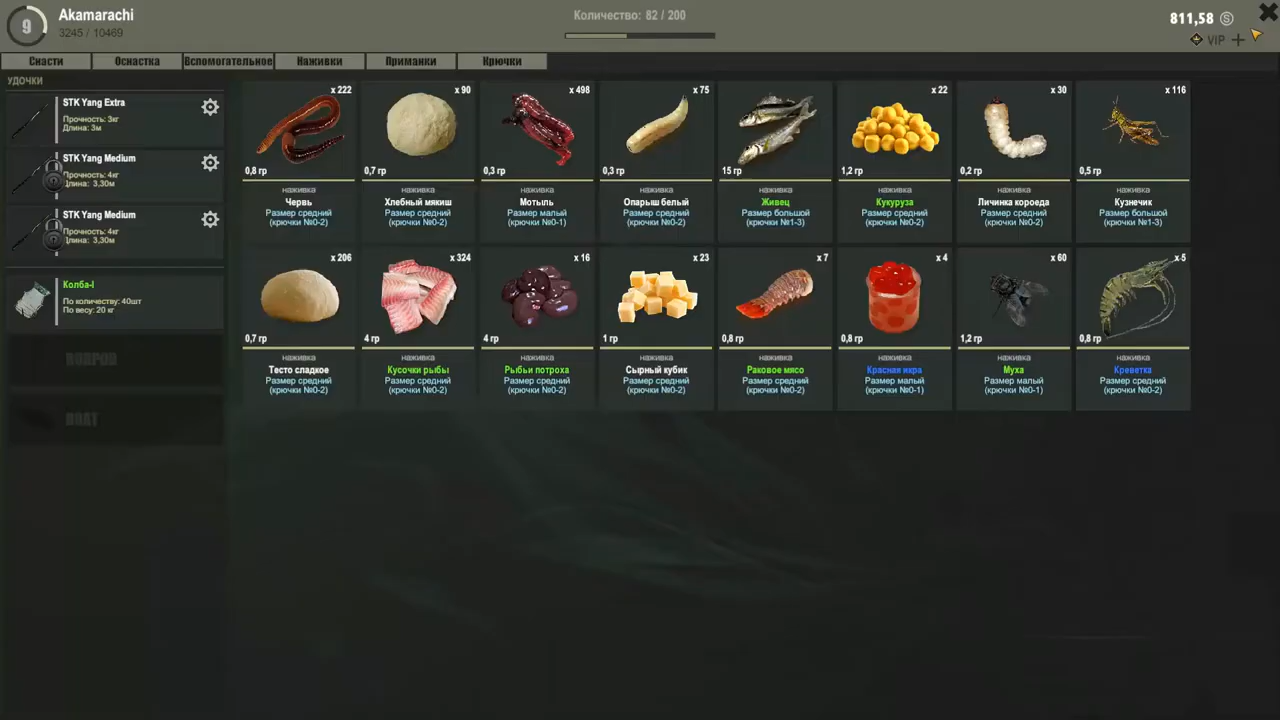 9
Akamarachi
3245 / 10469
Количество: 82 / 200
811,58 S
VIP
Снасти
Оснастка
Вспомогательное
Наживки
Приманки
Крючки
УДОЧКИ
STK Yang Extra
Прочность: 3кг
Длина: 3м
STK Yang Medium
Прочность: 4кг
Длина: 3,30м
STK Yang Medium
Прочность: 4кг
Длина: 3,30м
Колба-I
По количеству: 40шт
По весу: 20 кг
RODPOD
x 222
0,8 гр
наживка
Червь
Размер средний
(крючки №0-2)
x 90
0,7 гр
наживка
Хлебный мякиш
Размер средний
(крючки №0-2)
x 498
0,3 гр
наживка
Мотыль
Размер малый
(крючки №0-1)
x 75
0,3 гр
наживка
Опарыш белый
Размер средний
(крючки №0-2)
15 гр
наживка
Живец
Размер большой
(крючки №1-3)
x 22
1,2 гр
наживка
Кукуруза
Размер средний
(крючки №0-2)
x 30
0,2 гр
наживка
Личинка короеда
Размер средний
(крючки №0-2)
x 116
0,5 гр
наживка
Кузнечик
Размер большой
(крючки №1-3)
x 206
0,7 гр
наживка
Тесто сладкое
Размер средний
(крючки №0-2)
x 324
4 гр
наживка
Кусочки рыбы
Размер средний
(крючки №0-2)
x 16
4 гр
наживка
Рыбьи потроха
Размер средний
(крючки №0-2)
x 23
1 гр
наживка
Сырный кубик
Размер средний
(крючки №0-2)
x 7
0,8 гр
наживка
Раковое мясо
Размер средний
(крючки №0-2)
x 4
0,8 гр
наживка
Красная икра
Размер малый
(крючки №0-1)
x 60
1,2 гр
наживка
Муха
Размер малый
(крючки №0-1)
x 5
0,8 гр
наживка
Креветка
Размер средний
(крючки №0-2)